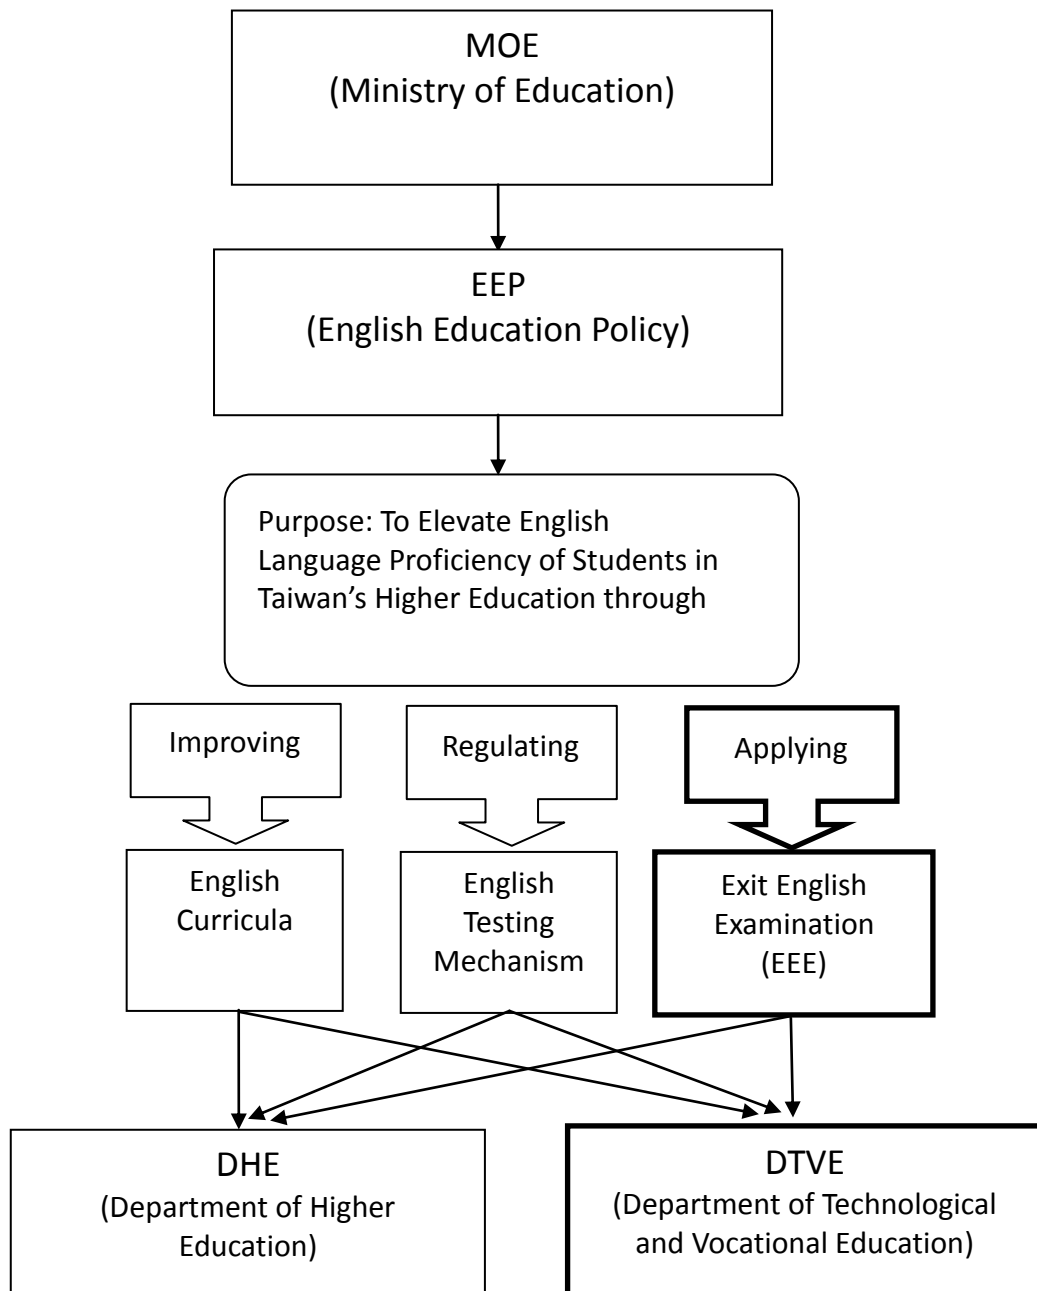 MOE
(Ministry of Education)
EEP
(English Education Policy)
Purpose: To Elevate English
Language Proficiency of Students in
Taiwan’s Higher Education through
Improving
Regulating
Applying
English
Curricula
English
Testing
Mechanism
Exit English
Examination
(EEE)
DHE
(Department of Higher
Education)
DTVE
(Department of Technological
and Vocational Education)